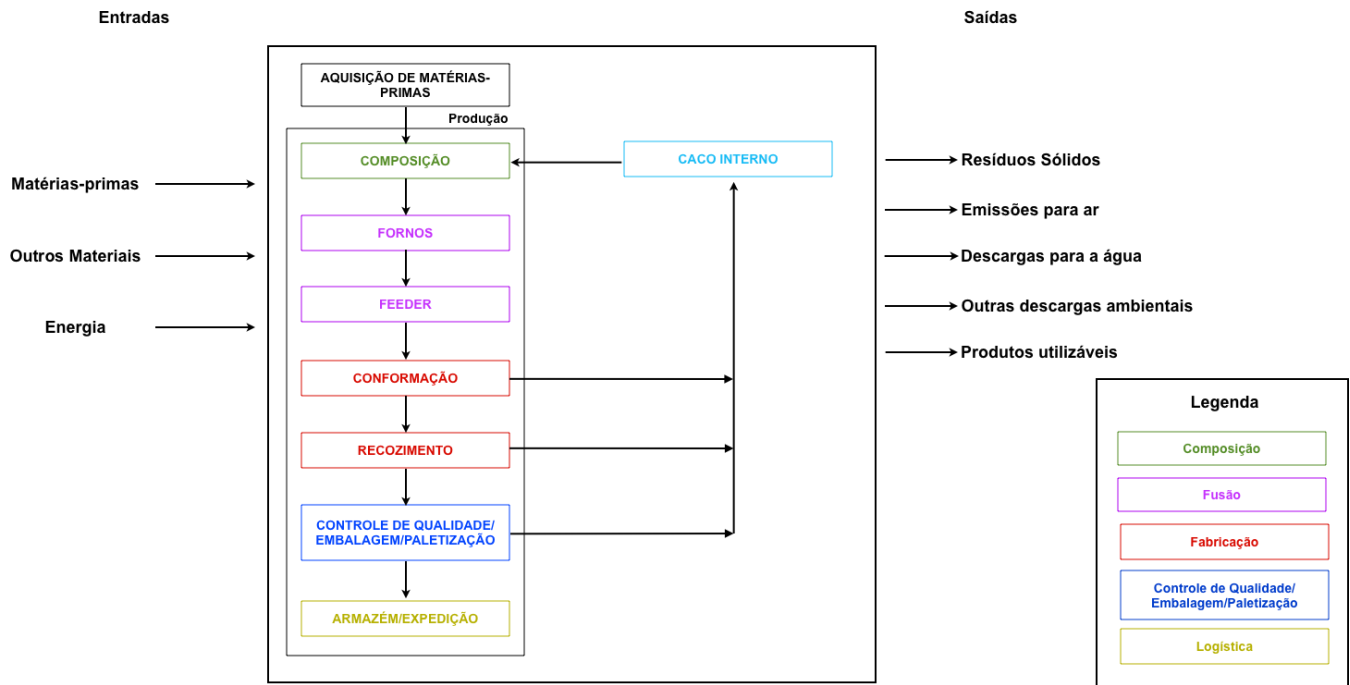 Entradas
Saídas
AQUISIÇÃO DE MATÉRIAS-
PRIMAS
Produção
COMPOSIÇÃO
CACO INTERNO
FORNOS
FEEDER
CONFORMAÇÃO
RECOZIMENTO
CONTROLE DE QUALIDADE/
EMBALAGEM/PALETIZAÇÃO
ARMAZÉM/EXPEDIÇÃO
Matérias-primas
Outros Materiais
Energia
Resíduos Sólidos
Emissões para ar
Descargas para a água
Outras descargas ambientais
Produtos utilizáveis
Legenda
Composição
Fusão
Fabricação
Controle de Qualidade/
Embalagem/Paletização
Logística